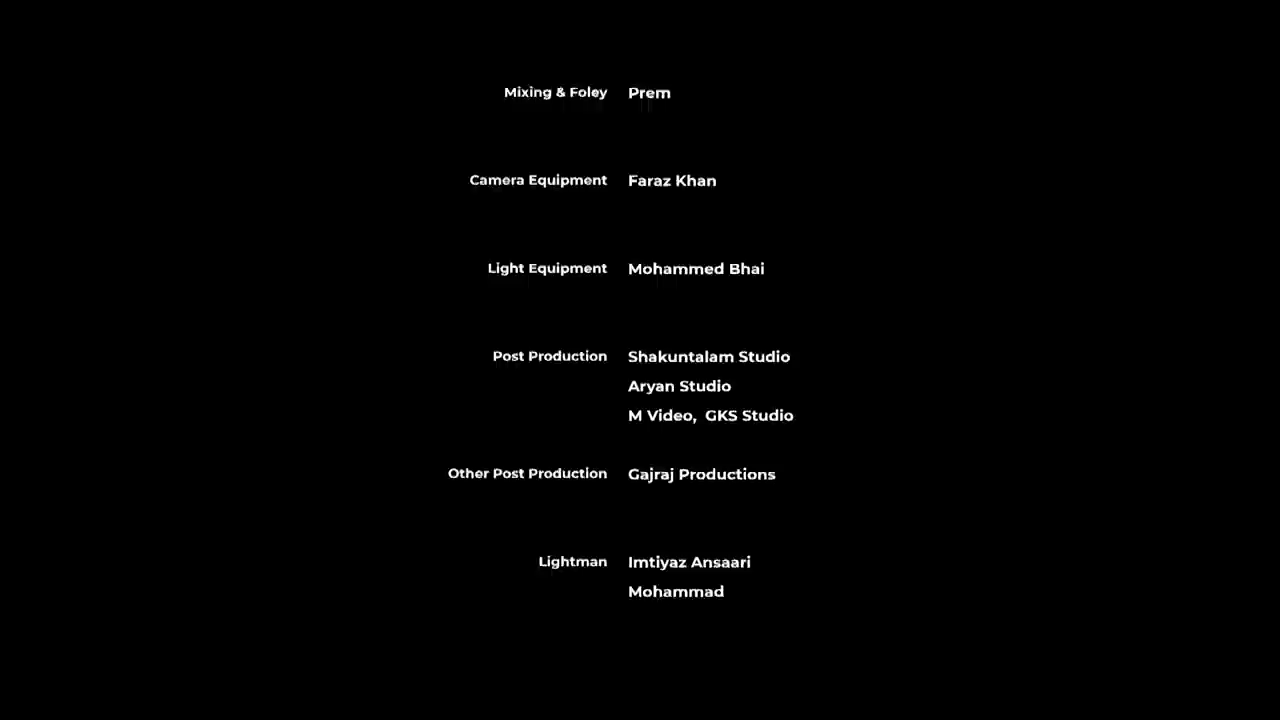 Mixing & Foley Prem
Camera Equipment Faraz Khan
Light Equipment Mohammed Bhai
Post Production Shakuntalam Studio
Aryan Studio
M Video, GKS Studio
Other Post Production Gajraj Productions
Lightman Imtiyaz Ansaari
Mohammad